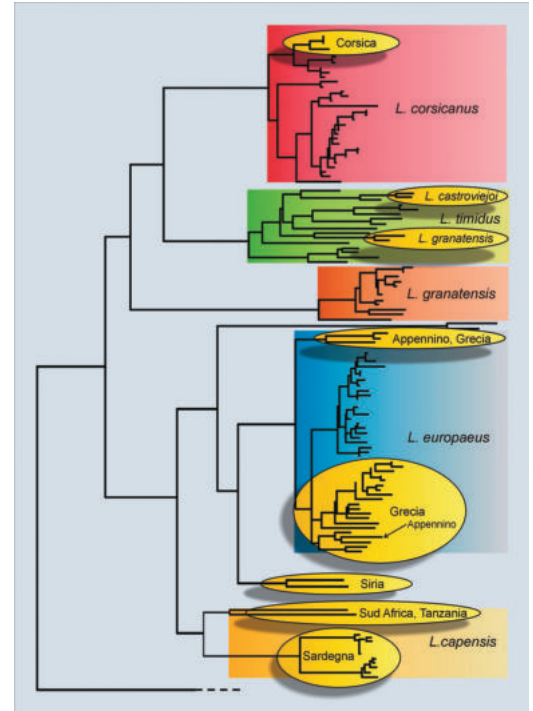 Corsica
L. corsicanus
L. castroviejoi
L. timidus
L. granatensis
L. granatensis
Appennino, Grecia
L. europaeus
Grecia
Appennino
Siria
Sud Africa, Tanzania
L.capensis
Sardegna